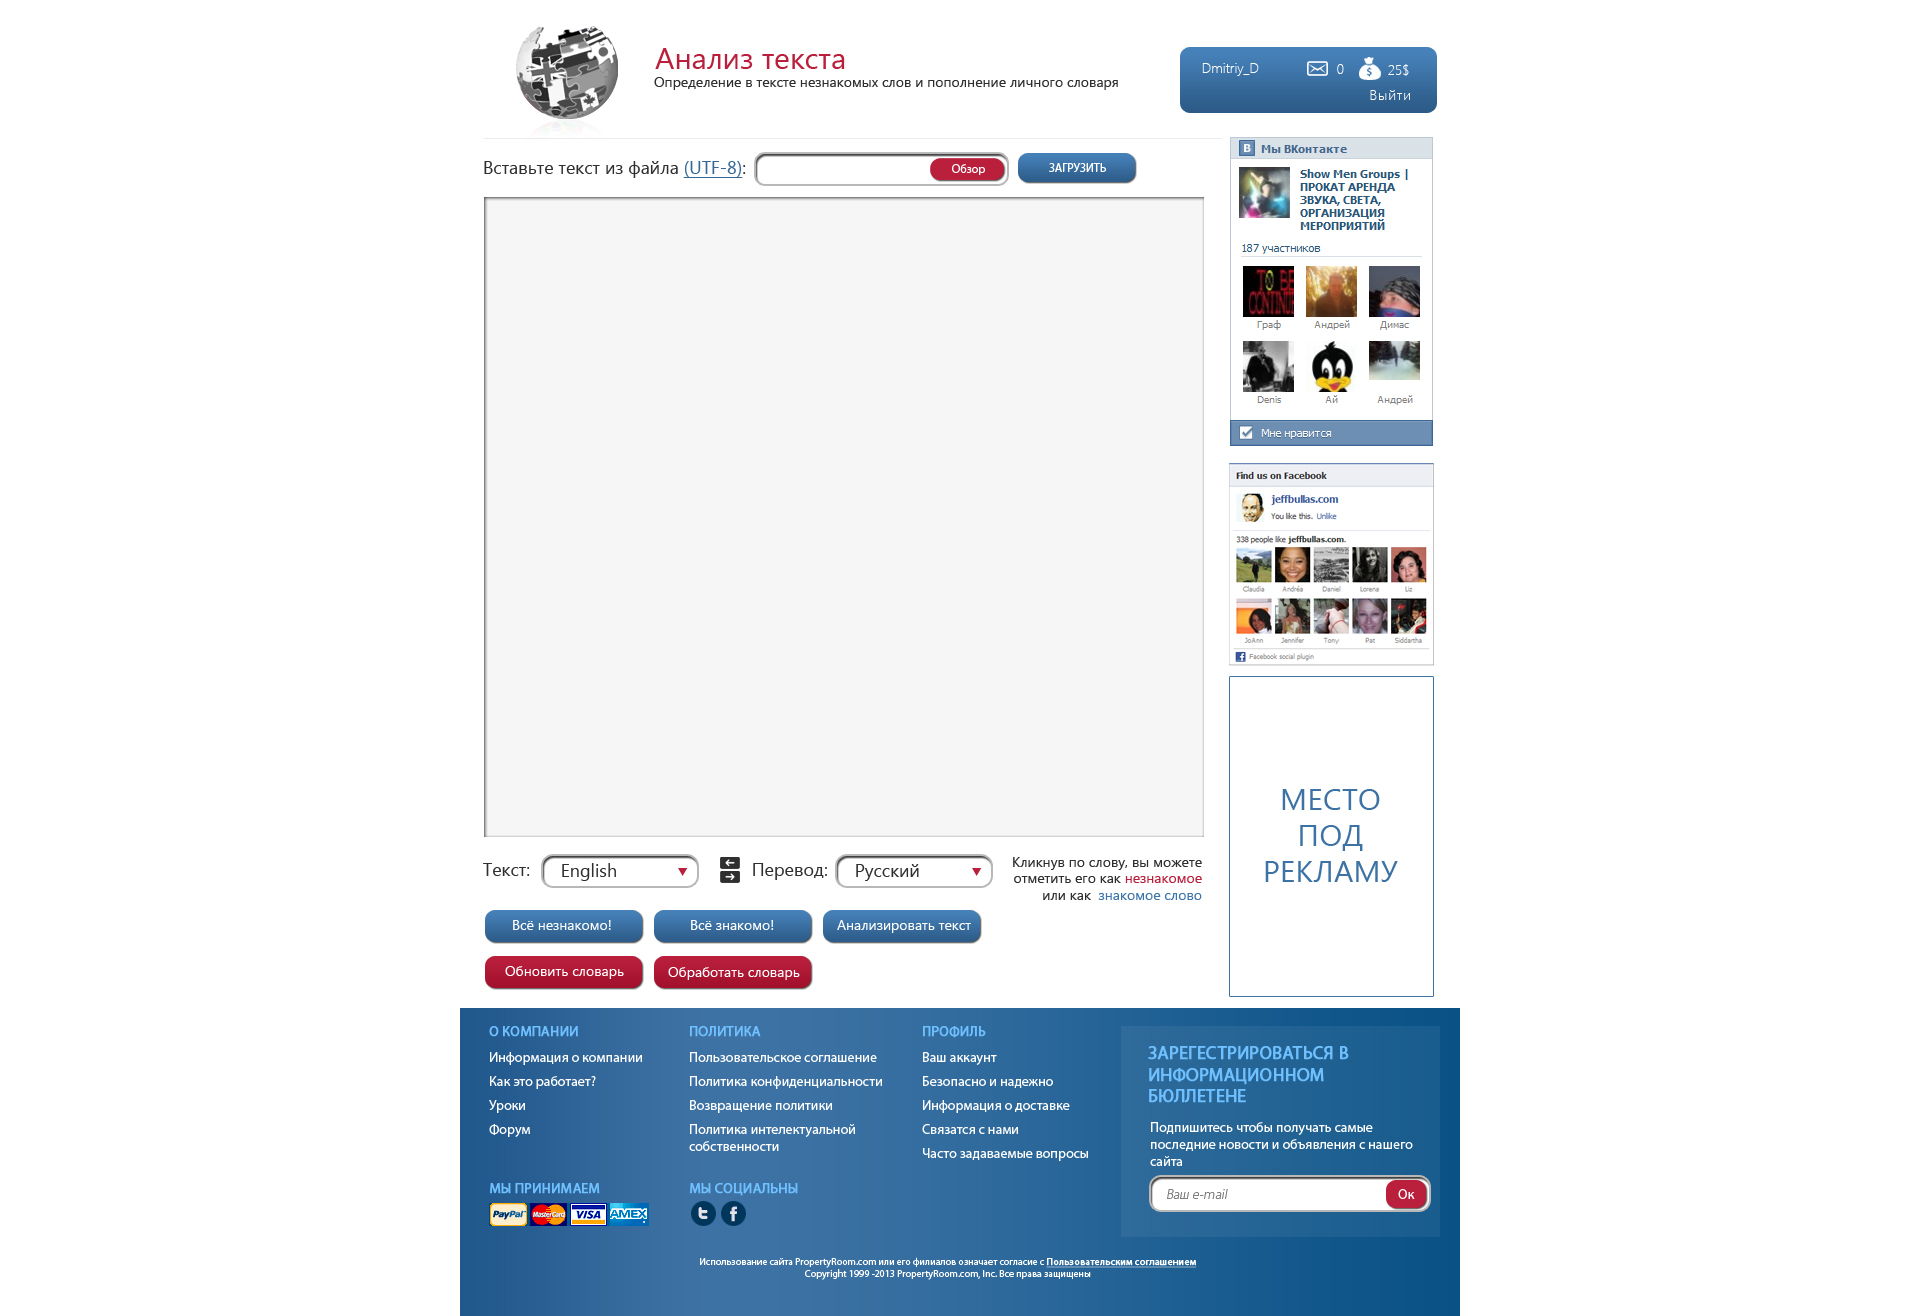 Анализ текста
Определение в тексте незнакомых слов и пополнение личного словаря
Dmitriy_D
0
25$
Выйти
Вставьте текст из файла (UTF-8):
Обзор
ЗАГРУЗИТЬ
В Мы ВКонтакте
Show Men Groups |
ПРОКАТ АРЕНДА
ЗВУКА, СВЕТА,
ОРГАНИЗАЦИЯ
МЕРОПРИЯТИЙ
187 участников
TO BE
CONTINUE
Граф
Андрей
Димас
Denis
Ай
Андрей
Мне нравится
Find us on Facebook
jeffbullas.com
You like this. Unlike
338 people like jeffbullas.com.
Claudia
Andréa
Daniel
Lorena
Liz
JoAnn
Jennifer
Tony
Pat
Siddartha
Facebook social plugin
МЕСТО
ПОД
РЕКЛАМУ
Текст:
English
Перевод:
Русский
Кликнув по слову, вы можете
отметить его как незнакомое
или как знакомое слово
Всё незнакомо!
Всё знакомо!
Анализировать текст
Обновить словарь
Обработать словарь
О КОМПАНИИ
Информация о компании
Как это работает?
Уроки
Форум
ПОЛИТИКА
Пользовательское соглашение
Политика конфиденциальности
Возвращение политики
Политика интелектуальной
собственности
ПРОФИЛЬ
Ваш аккаунт
Безопасно и надежно
Информация о доставке
Связатся с нами
Часто задаваемые вопросы
ЗАРЕГЕСТРИРОВАТЬСЯ В
ИНФОРМАЦИОННОМ
БЮЛЛЕТЕНЕ
Подпишитесь чтобы получать самые
последние новости и объявления с нашего
сайта
Ваш e-mail
Ок
МЫ ПРИНИМАЕМ
PayPal
MasterCard
VISA
AMEX
МЫ СОЦИАЛЬНЫ
Использование сайта PropertyRoom.com или его филиалов означает согласие с Пользовательским соглашением
Copyright 1999 -2013 PropertyRoom.com, Inc. Все права защищены